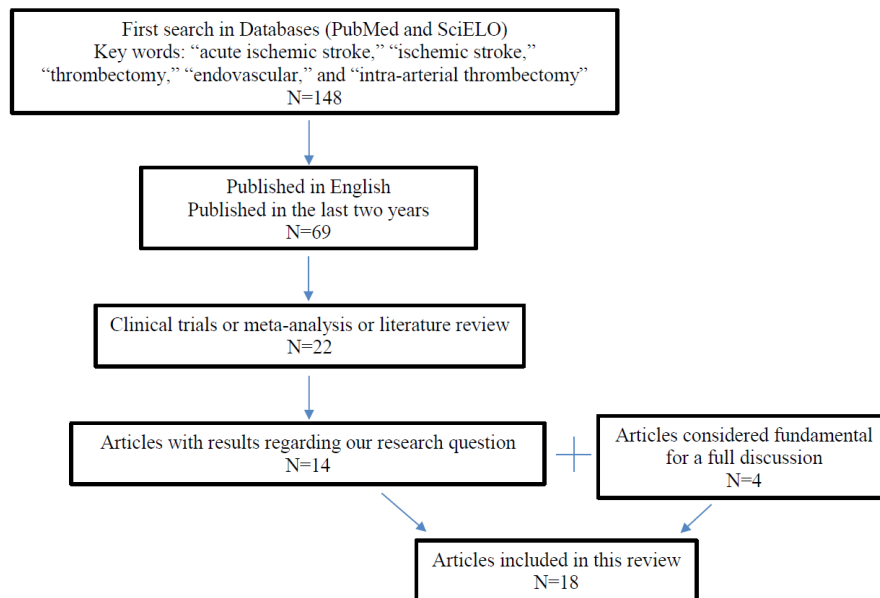 First search in Databases (PubMed and SciELO)
Key words: “acute ischemic stroke,” “ischemic stroke,”
“thrombectomy,” “endovascular,” and “intra-arterial thrombectomy”
N=148
Published in English
Published in the last two years
N=69
Clinical trials or meta-analysis or literature review
N=22
Articles with results regarding our research question
N=14
Articles considered fundamental
for a full discussion
N=4
Articles included in this review
N=18